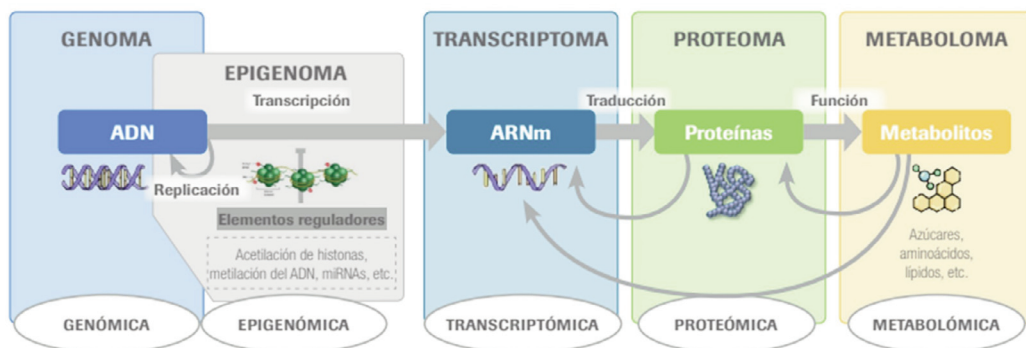 GENOMA
EPIGENOMA
TRANSCRIPTOMA
PROTEOMA
METABOLOMA
Transcripción
Traducción
Función
ADN
ARNm
Proteínas
Metabolitos
Replicación
Elementos reguladores
Acetilación de histonas,
metilación del ADN, miRNAs, etc.
Azúcares,
aminoácidos,
lípidos, etc.
GENÓMICA
EPIGENÓMICA
TRANSCRIPTÓMICA
PROTEÓMICA
METABOLÓMICA